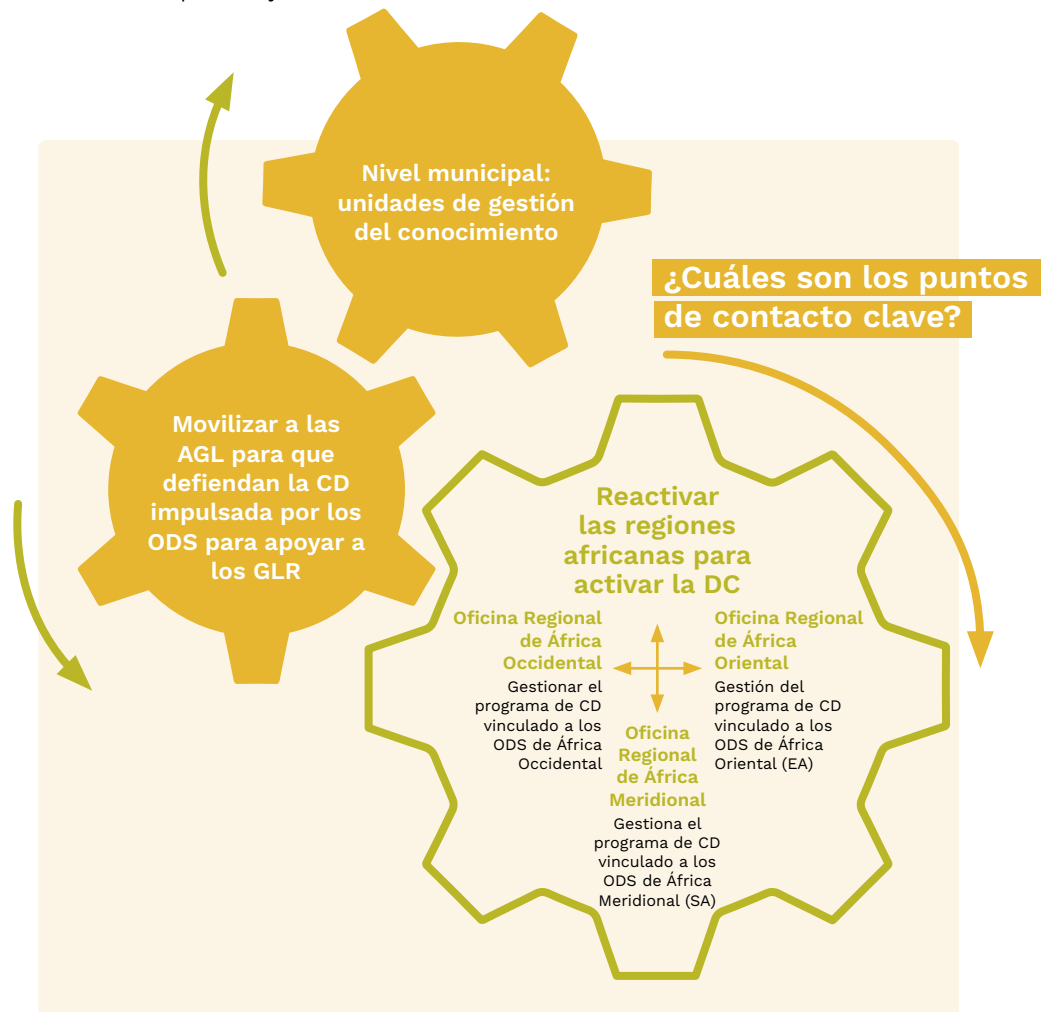 Nivel municipal:
unidades de gestión
del conocimiento
¿Cuáles son los puntos
de contacto clave?
Movilizar a las
AGL para que
defiendan la CD
impulsada por los
ODS para apoyar a
los GLR
Reactivar
las regiones
africanas para
activar la DC
Oficina Regional
de África
Occidental
Gestionar el
programa de CD
vinculado a los
ODS de África
Occidental
Oficina Regional
de África
Oriental
Gestión del
programa de CD
vinculado a los
ODS de África
Oriental (EA)
Oficina
Regional
de África
Meridional
Gestiona el
programa de CD
vinculado a los
ODS de África
Meridional (SA)